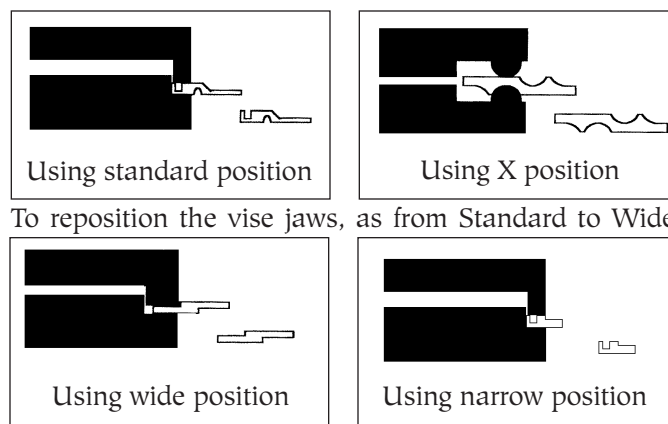 Using standard position
Using X position
To reposition the vise jaws, as from Standard to Wide
Using wide position
Using narrow position